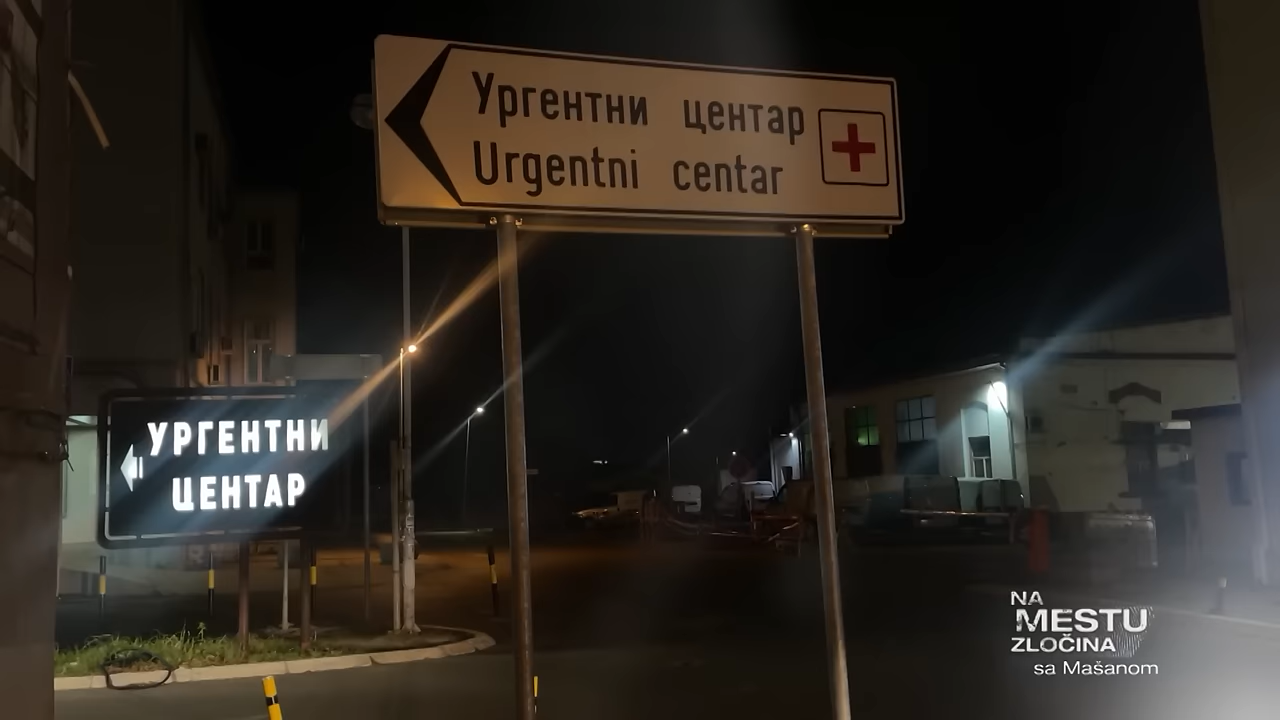 Ургентни центар
Urgentni centar
УРГЕНТНИ
ЦЕНТАР
NA
MESTU
ZLOČINA
sa Mašanom